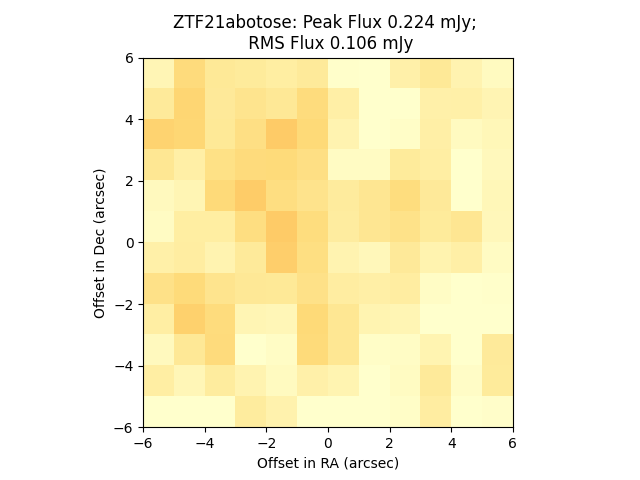 ZTF21abotose: Peak Flux 0.224 mJy;
RMS Flux 0.106 mJy
6
4
2
0
−2
−4
−6
Offset in Dec (arcsec)
−6 −4 −2 0 2 4 6
Offset in RA (arcsec)